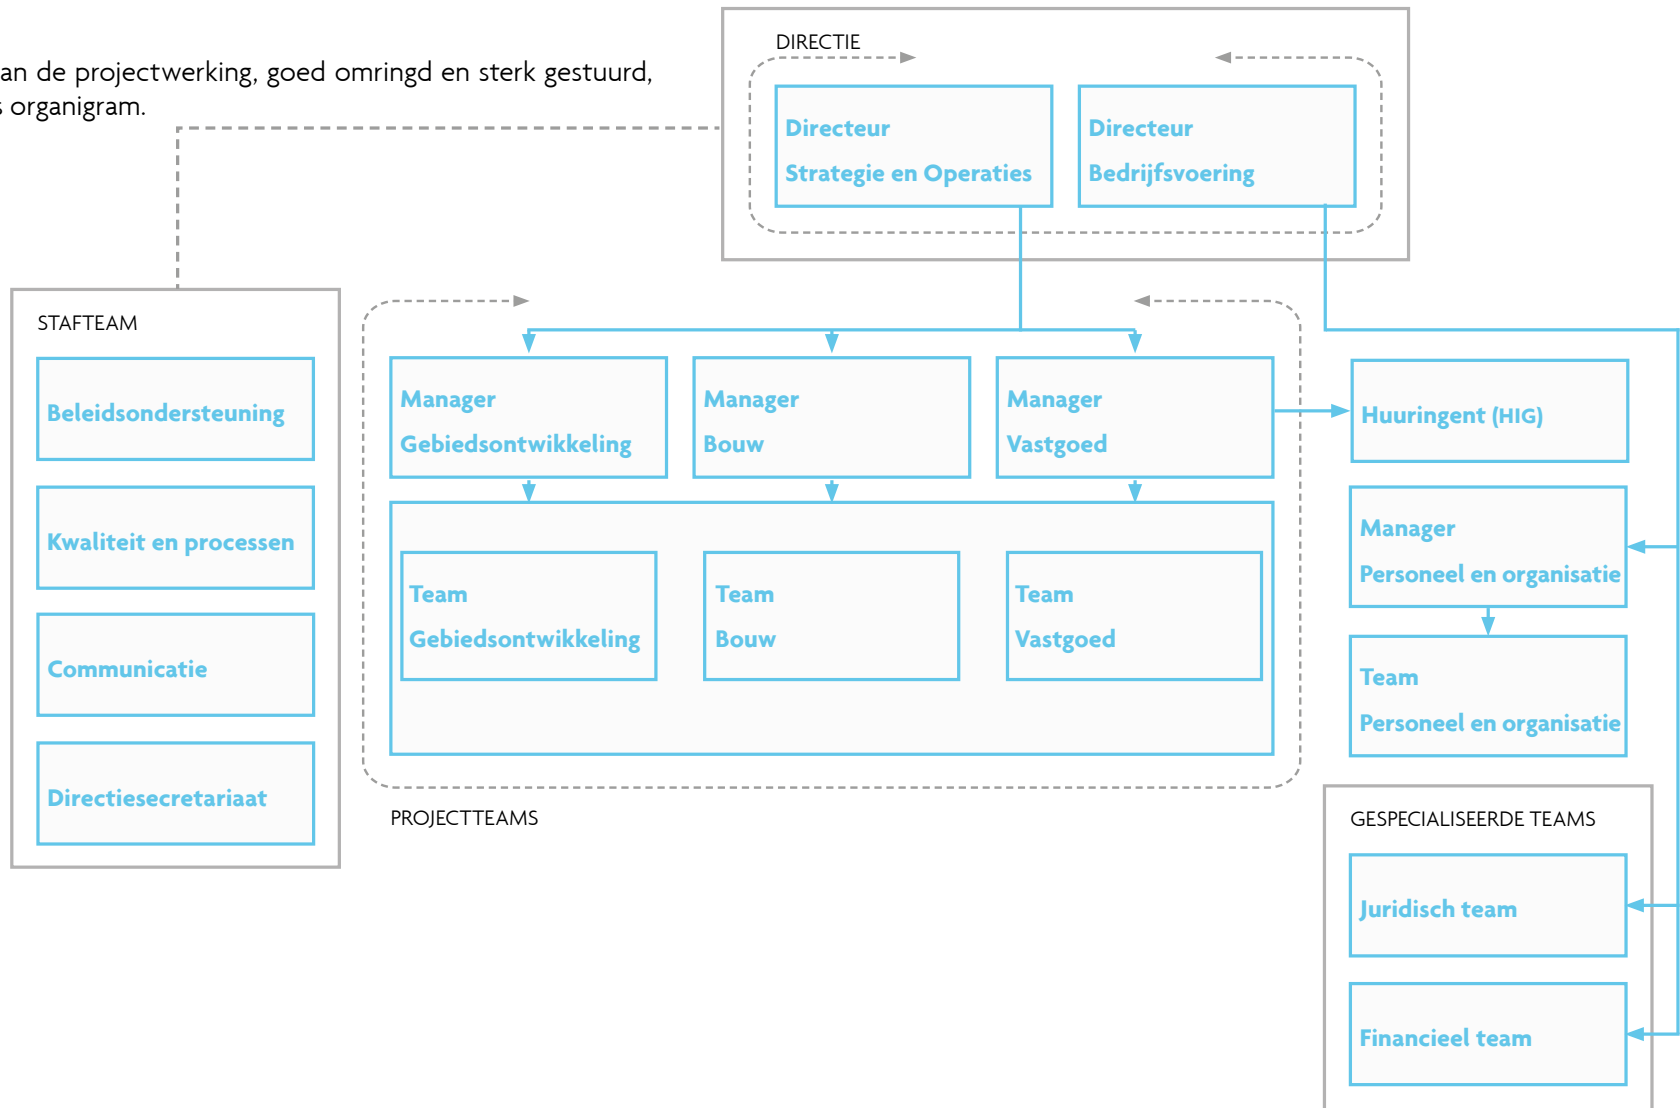 an de projectwerking, goed omringd en sterk gestuurd,
s organigram.
DIRECTIE
Directeur
Strategie en Operaties
Directeur
Bedrijfsvoering
STAFTEAM
Beleidsondersteuning
Kwaliteit en processen
Communicatie
Directiesecretariaat
Manager
Gebiedsontwikkeling
Manager
Bouw
Manager
Vastgoed
Team
Gebiedsontwikkeling
Team
Bouw
Team
Vastgoed
PROJECTTEAMS
Huuringent (HIG)
Manager
Personeel en organisatie
Team
Personeel en organisatie
GESPECIALISEERDE TEAMS
Juridisch team
Financieel team